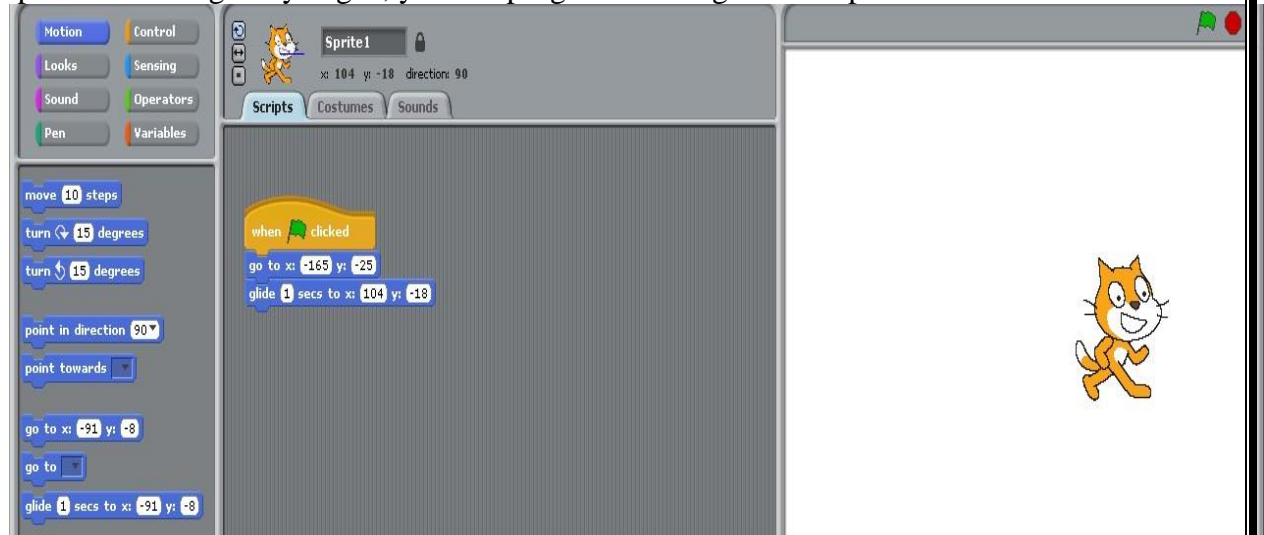 Motion Control
Looks Sensing
Sound Operators
Pen Variables
Sprite1
x: 104 y: -18 direction: 90
Scripts Costumes Sounds
move 10 steps
turn 15 degrees
turn 15 degrees
point in direction 90
point towards
go to x: -91 y: -8
go to
glide 1 secs to x: -91 y: -8
when clicked
go to x: -165 y: -25
glide 1 secs to x: 104 y: -18